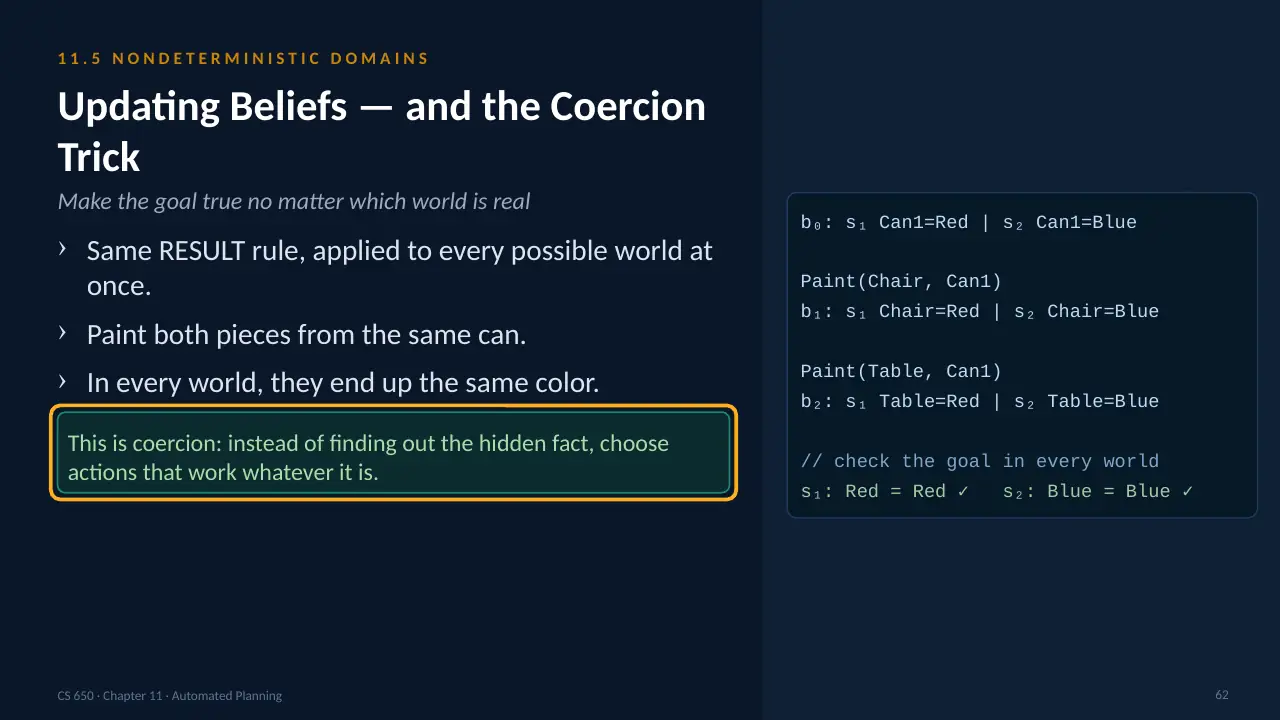 11.5 NONDETERMINISTIC DOMAINS
Updating Beliefs — and the Coercion
Trick
Make the goal true no matter which world is real
› Same RESULT rule, applied to every possible world at
once.
› Paint both pieces from the same can.
› In every world, they end up the same color.
This is coercion: instead of finding out the hidden fact, choose
actions that work whatever it is.
b₀: s₁ Can1=Red | s₂ Can1=Blue
Paint(Chair, Can1)
b₁: s₁ Chair=Red | s₂ Chair=Blue
Paint(Table, Can1)
b₂: s₁ Table=Red | s₂ Table=Blue
// check the goal in every world
s₁: Red = Red ✓   s₂: Blue = Blue ✓
CS 650 · Chapter 11 · Automated Planning
62